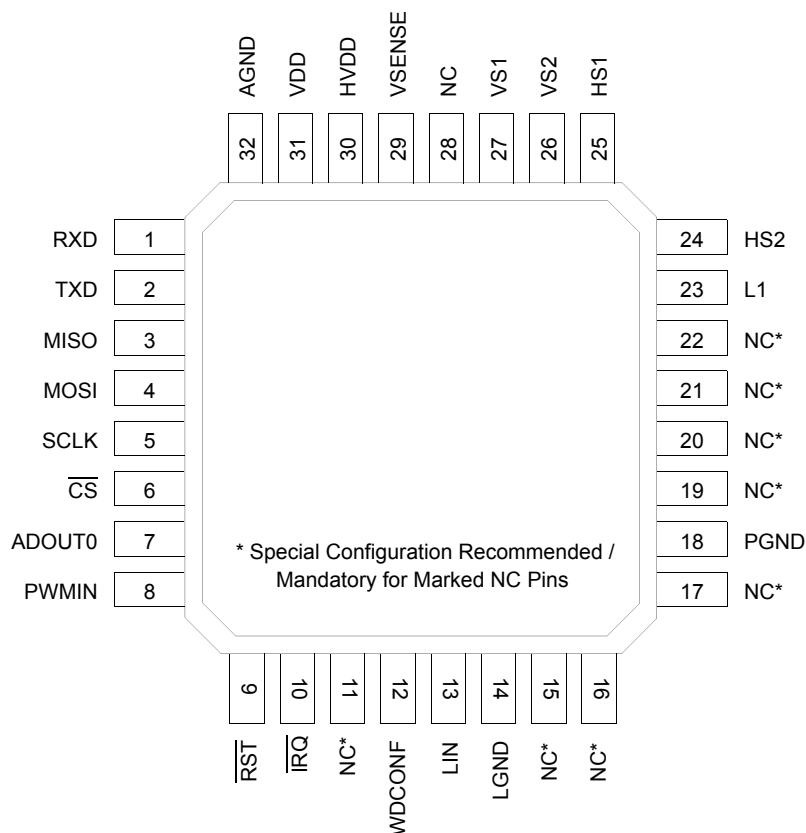 AGND
VDD
HVDD
VSENSE
NC
VS1
VS2
HS1
32
31
30
29
28
27
26
25
RXD 1
TXD 2
MISO 3
MOSI 4
SCLK 5
CS 6
ADOUT0 7
PWMIN 8
24 HS2
23 L1
22 NC*
21 NC*
20 NC*
19 NC*
18 PGND
17 NC*
* Special Configuration Recommended /
Mandatory for Marked NC Pins
9
10
11
12
13
14
15
16
RST
IRQ
NC*
WDCONF
LIN
LGND
NC*
NC*